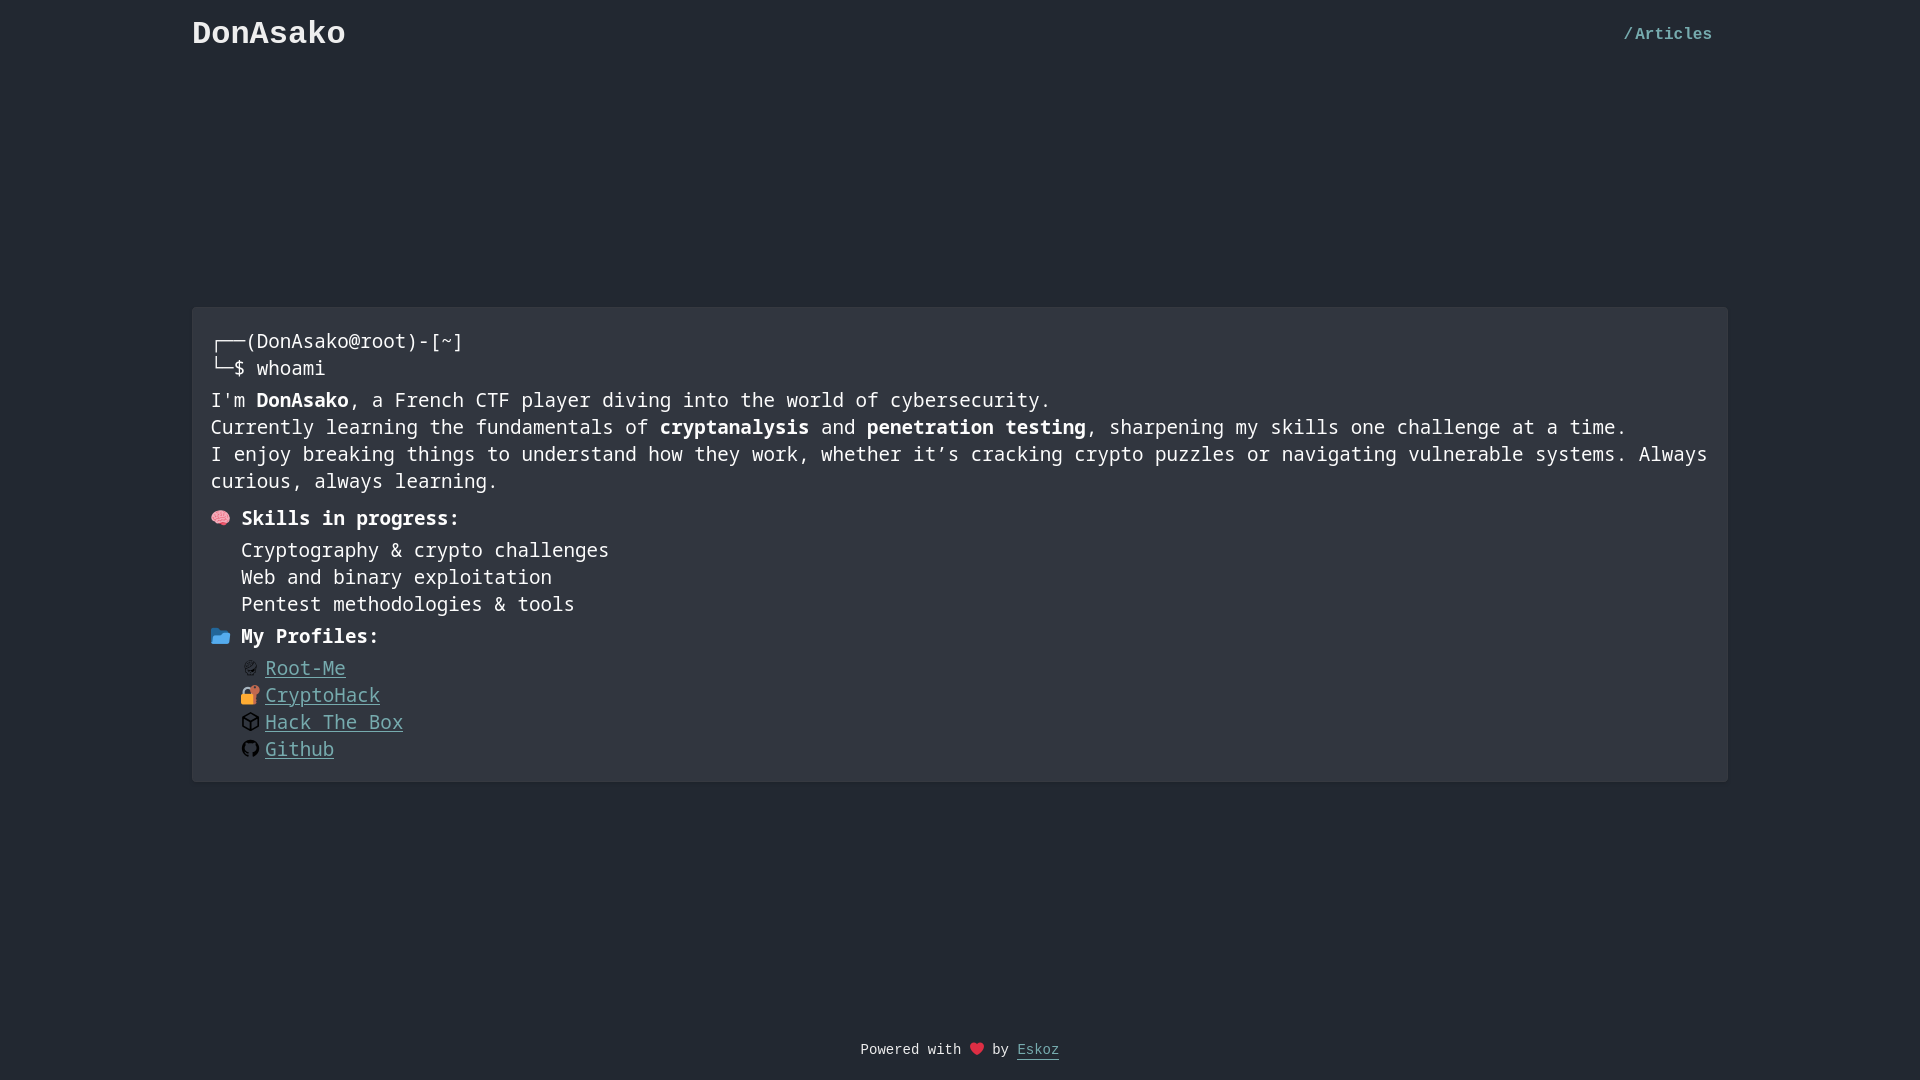 DonAsako
/Articles
┌──(DonAsako@root)-[~]
└─$ whoami
I'm DonAsako, a French CTF player diving into the world of cybersecurity.
Currently learning the fundamentals of cryptanalysis and penetration testing, sharpening my skills one challenge at a time.
I enjoy breaking things to understand how they work, whether it’s cracking crypto puzzles or navigating vulnerable systems. Always
curious, always learning.
🧠 Skills in progress:
Cryptography & crypto challenges
Web and binary exploitation
Pentest methodologies & tools
📂 My Profiles:
Root-Me
🔐 CryptoHack
Hack The Box
Github
Powered with ❤️ by Eskoz